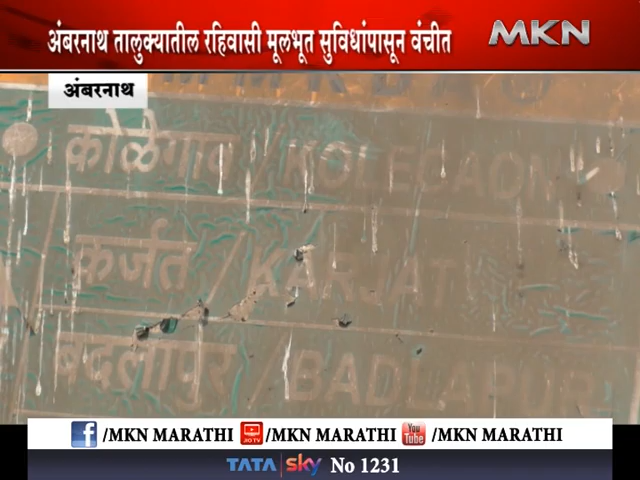 अंबरनाथ तालुक्यातील रहिवासी मूलभूत सुविधांपासून वंचीत
MKN
अंबरनाथ
कोळेगाव / KOLEGAON
कर्जत / KARJAT
बदलापुर / BADLAPUR
/MKN MARATHI /MKN MARATHI /MKN MARATHI
TATA sky No 1231